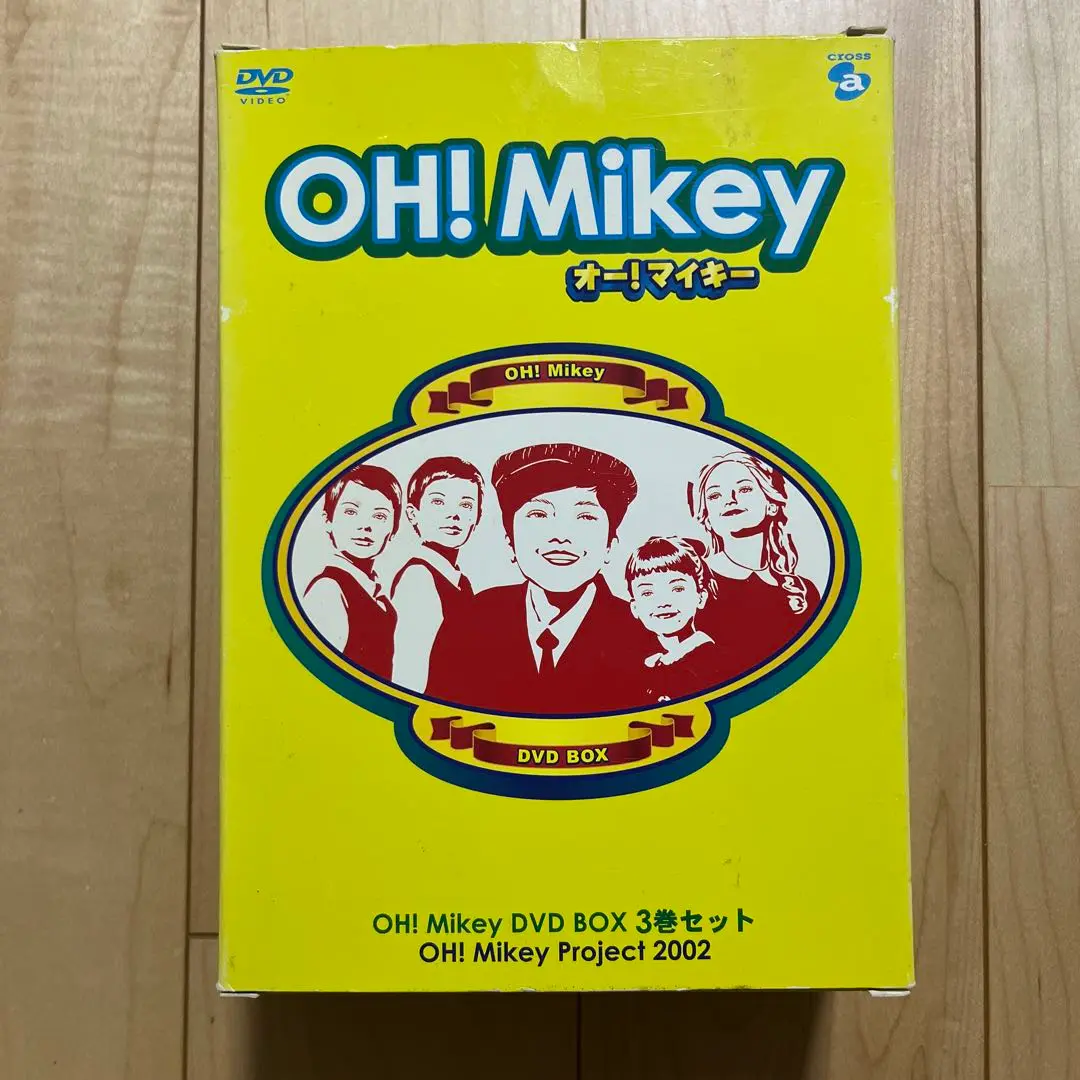 DVD
VIDEO
cross
a
OH! Mikey
オー!マイキー
OH! Mikey
DVD BOX
OH! Mikey DVD BOX 3巻セット
OH! Mikey Project 2002